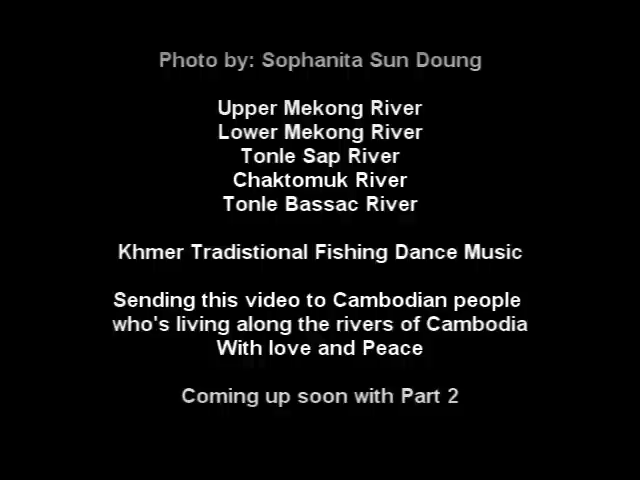 Photo by: Sophanita Sun Doung
Upper Mekong River
Lower Mekong River
Tonle Sap River
Chaktomuk River
Tonle Bassac River
Khmer Tradistional Fishing Dance Music
Sending this video to Cambodian people
who's living along the rivers of Cambodia
With love and Peace
Coming up soon with Part 2